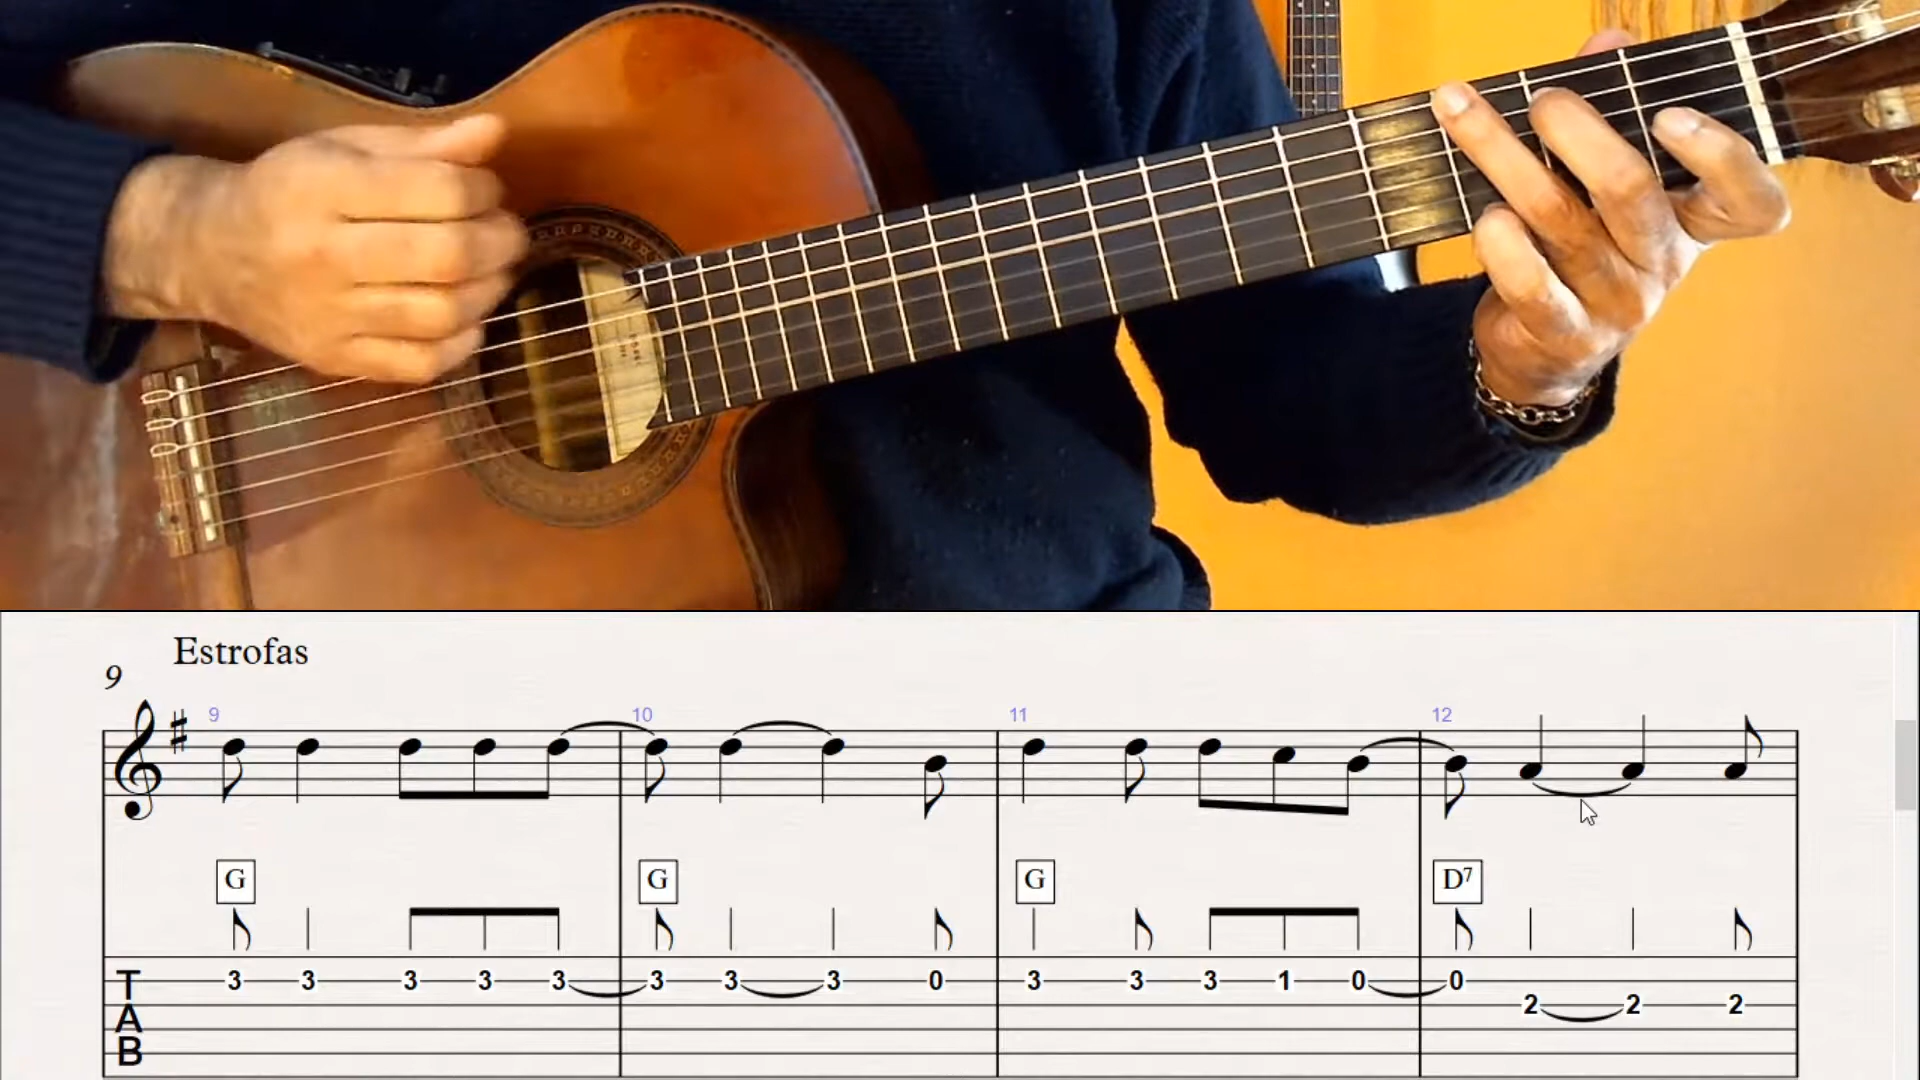 Estrofas
9
9 10 11 12
G G G D7
3 3 3 3 3 3 3 3 0 3 3 3 1 0 0
T 2 2 2
A
B